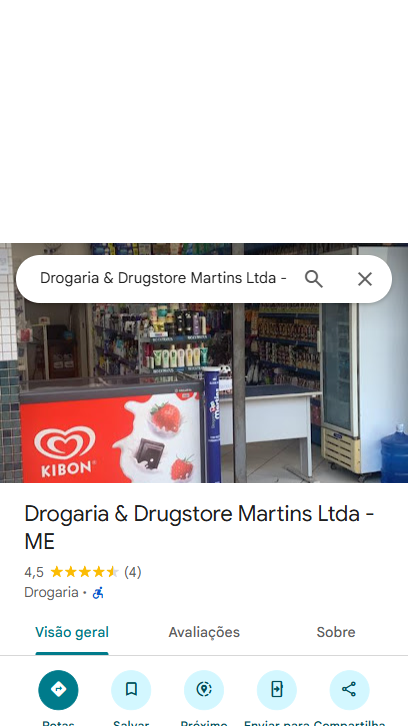 Drogaria & Drugstore Martins Ltda -
KIBON
Drogaria & Drugstore Martins Ltda -
ME
4,5 (4)
Drogaria ·
Visão geral Avaliações Sobre
Rotas Salvar Próximo Enviar para Compartilha